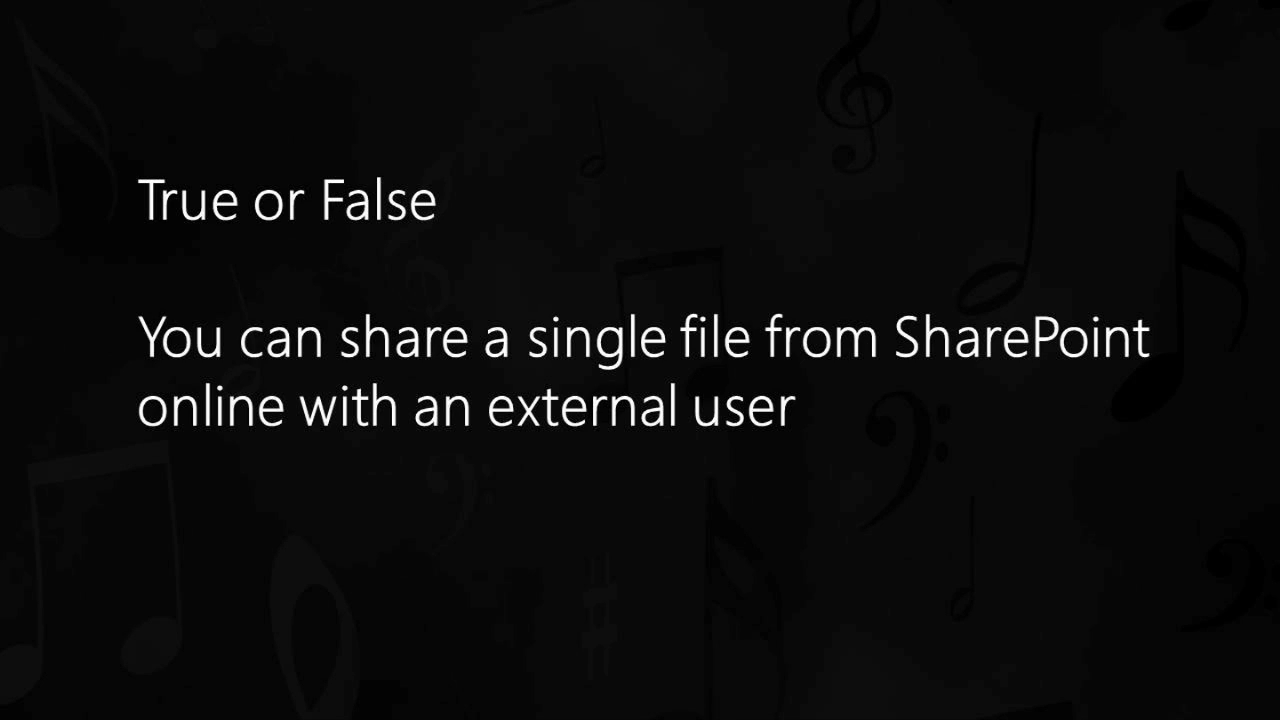 True or False
You can share a single file from SharePoint
online with an external user